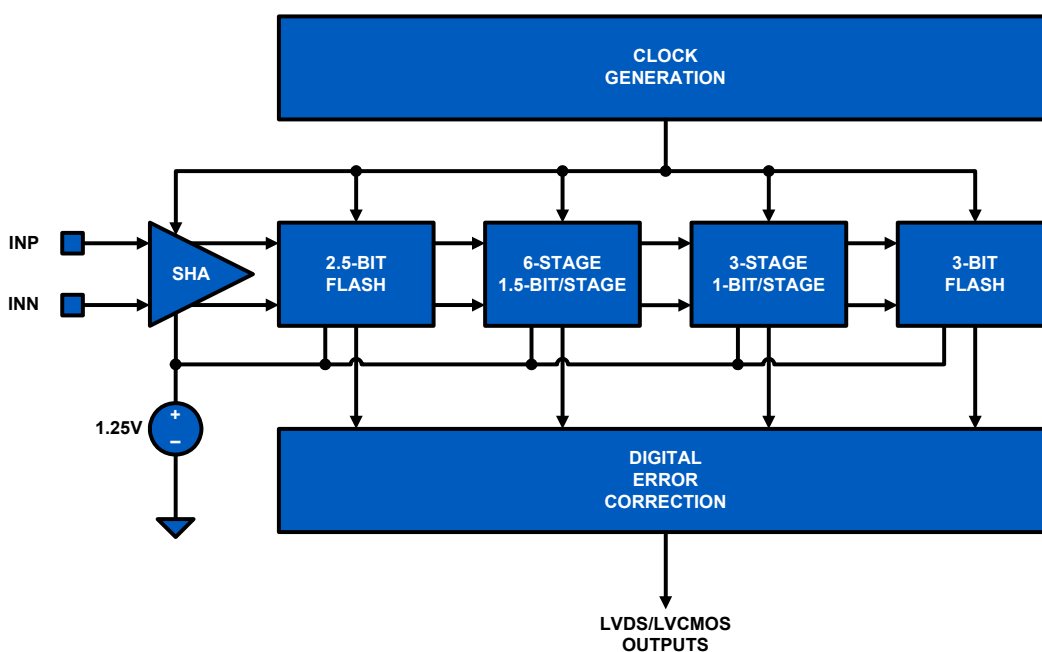 CLOCK
GENERATION
INP
INN
SHA
2.5-BIT
FLASH
6-STAGE
1.5-BIT/STAGE
3-STAGE
1-BIT/STAGE
3-BIT
FLASH
1.25V
+
−
DIGITAL
ERROR
CORRECTION
LVDS/LVCMOS
OUTPUTS